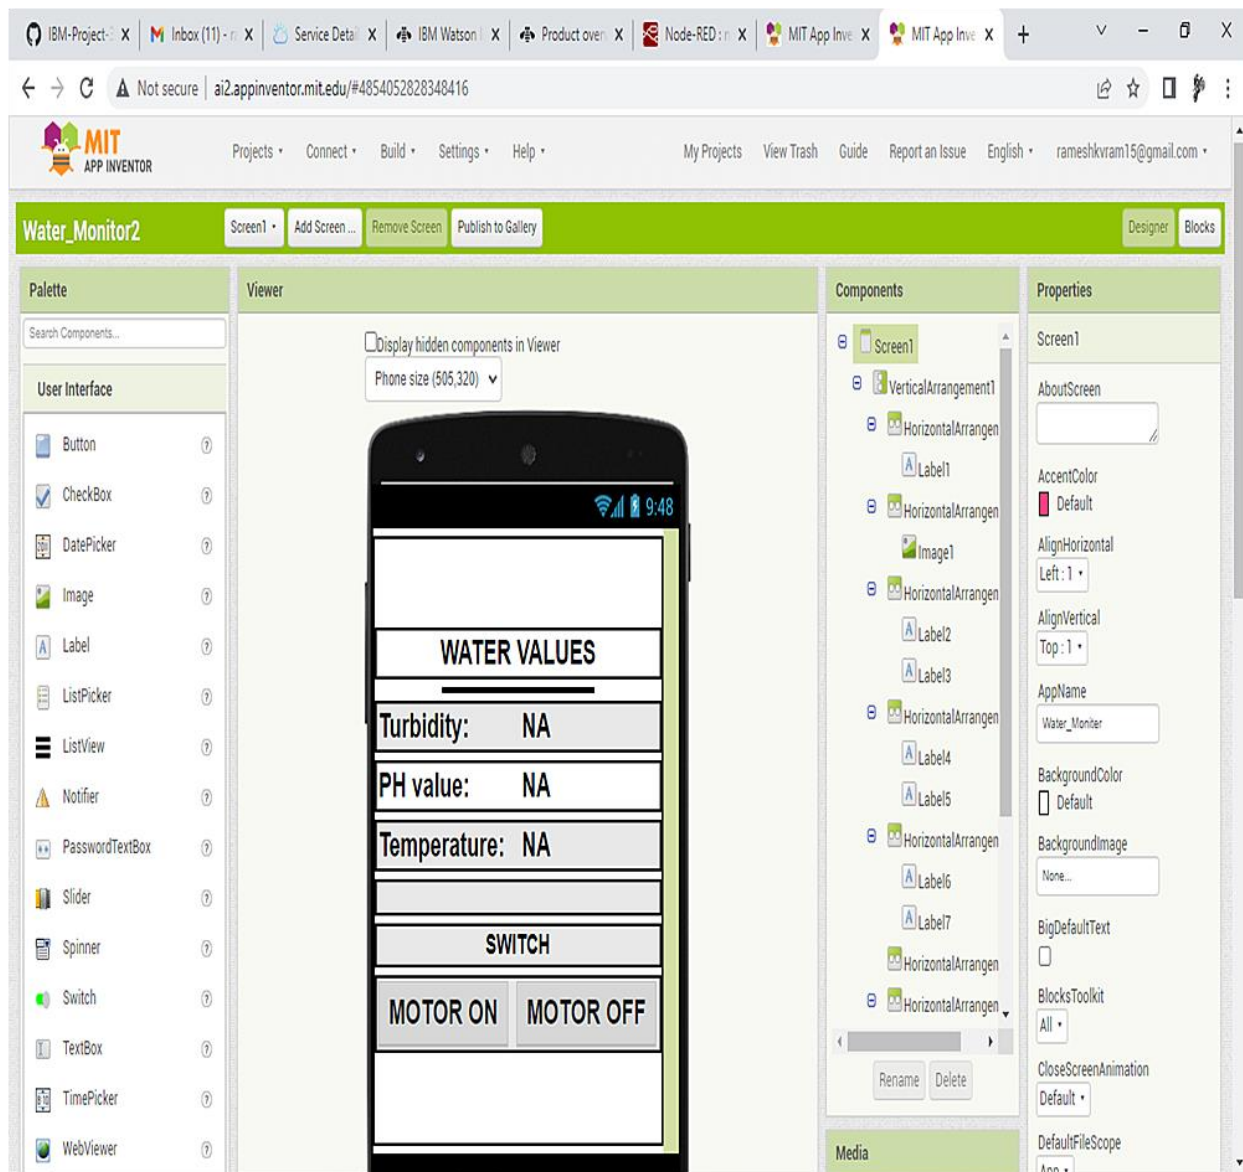 IBM-Project- Inbox (11) - Service Detail IBM Watson Product over Node-RED : MIT App Inve MIT App Inve
Not secure ai2.appinventor.mit.edu/#4854052828348416
MIT
APP INVENTOR
Projects Connect Build Settings Help My Projects View Trash Guide Report an Issue English rameshkvram15@gmail.com
Water_Monitor2 Screen1 Add Screen ... Remove Screen Publish to Gallery Designer Blocks
Palette Viewer Components Properties
Search Components...
User Interface
Button
CheckBox
DatePicker
Image
Label
ListPicker
ListView
Notifier
PasswordTextBox
Slider
Spinner
Switch
TextBox
TimePicker
WebViewer
Display hidden components in Viewer
Phone size (505,320)
9:48
WATER VALUES
Turbidity: NA
PH value: NA
Temperature: NA
SWITCH
MOTOR ON MOTOR OFF
Screen1
VerticalArrangement1
HorizontalArrangen
Label1
HorizontalArrangen
Image1
HorizontalArrangen
Label2
Label3
HorizontalArrangen
Label4
Label5
HorizontalArrangen
Label6
Label7
HorizontalArrangen
HorizontalArrangen
Rename Delete
Media
Screen1
AboutScreen
AccentColor
Default
AlignHorizontal
Left : 1
AlignVertical
Top : 1
AppName
Water_Moniter
BackgroundColor
Default
BackgroundImage
None...
BigDefaultText
BlocksToolkit
All
CloseScreenAnimation
Default
DefaultFileScope
App